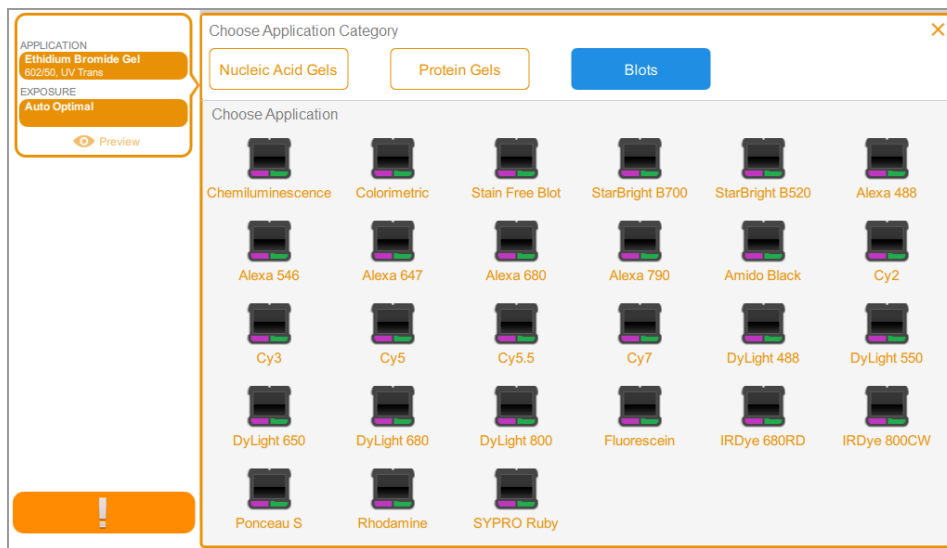 APPLICATION
Ethidium Bromide Gel
602/50, UV Trans
EXPOSURE
Auto Optimal
Preview
Choose Application Category
Nucleic Acid Gels
Protein Gels
Blots
Choose Application
Chemiluminescence
Colorimetric
Stain Free Blot
StarBright B700
StarBright B520
Alexa 488
Alexa 546
Alexa 647
Alexa 680
Alexa 790
Amido Black
Cy2
Cy3
Cy5
Cy5.5
Cy7
DyLight 488
DyLight 550
DyLight 650
DyLight 680
DyLight 800
Fluorescein
IRDye 680RD
IRDye 800CW
Ponceau S
Rhodamine
SYPRO Ruby